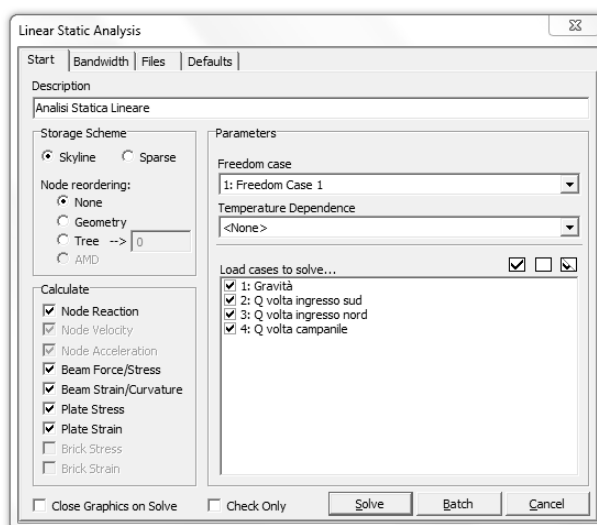 Linear Static Analysis
Start Bandwidth Files Defaults
Description
Analisi Statica Lineare
Storage Scheme
Skyline Sparse
Node reordering:
None
Geometry
Tree --> 0
AMD
Calculate
Node Reaction
Node Velocity
Node Acceleration
Beam Force/Stress
Beam Strain/Curvature
Plate Stress
Plate Strain
Brick Stress
Brick Strain
Parameters
Freedom case
1: Freedom Case 1
Temperature Dependence
<None>
Load cases to solve...
1: Gravità
2: Q volta ingresso sud
3: Q volta ingresso nord
4: Q volta campanile
Close Graphics on Solve Check Only Solve Batch Cancel